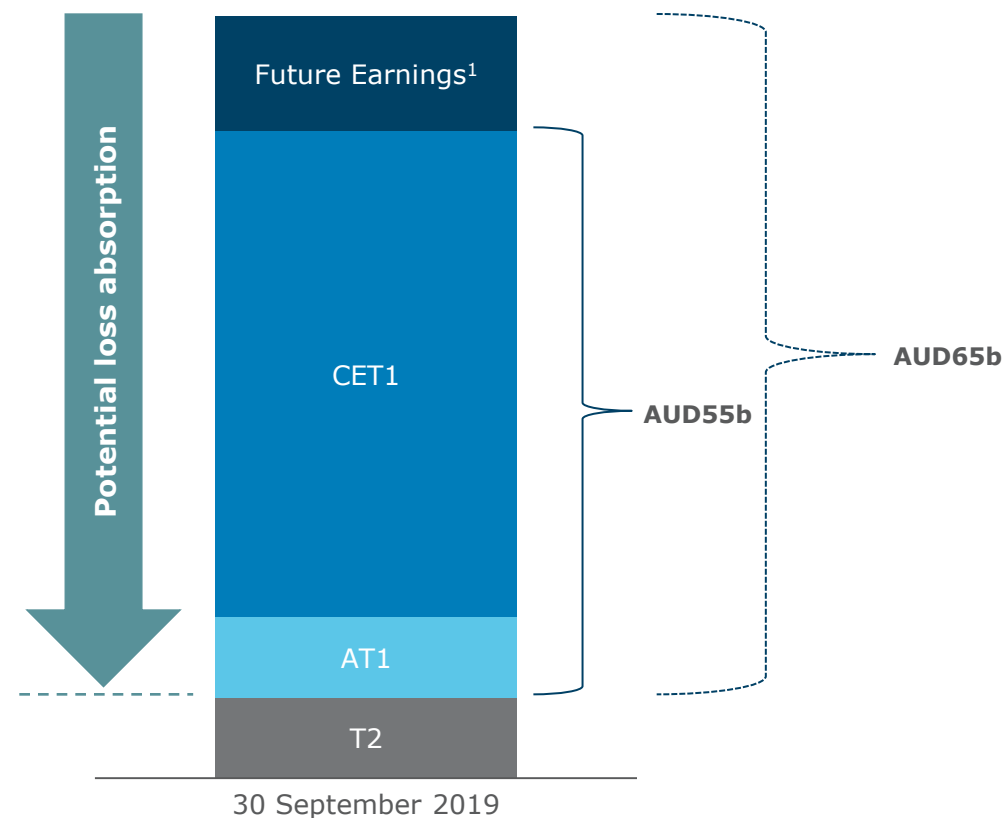 Potential loss absorption
Future Earnings¹
CET1
AT1
T2
AUD55b
AUD65b
30 September 2019